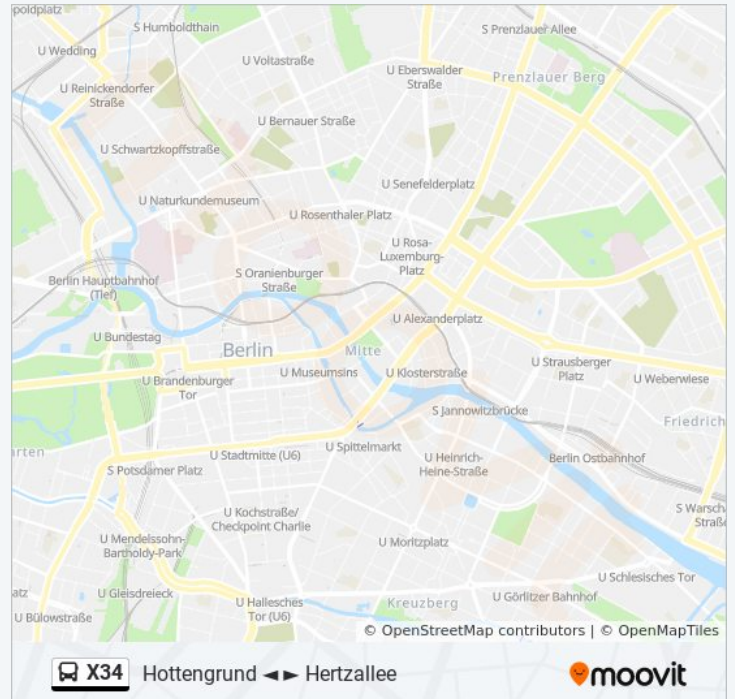 poldplatz
S Humboldthain
S Prenzlauer Allee
U Wedding
U Voltastraße
U Eberswalder
Straße
Prenzlauer Berg
U Reinickendorfer
Straße
U Bernauer Straße
U Schwartzkopffstraße
U Senefelderplatz
U Naturkundemuseum
U Rosenthaler Platz
U Rosa-
Luxemburg-
Platz
S Oranienburger
Straße
Berlin Hauptbahnhof
(Tief)
U Alexanderplatz
U Bundestag
Berlin
Mitte
U Strausberger
Platz
U Museumsins
U Klosterstraße
U Weberwiese
U Brandenburger
Tor
S Jannowitzbrücke
Friedrich
U Spittelmarkt
arten
U Stadtmitte (U6)
U Heinrich-
Heine-Straße
Berlin Ostbahnhof
S Potsdamer Platz
S Warsch
Straße
U Kochstraße/
Checkpoint Charlie
U Mendelssohn-
Bartholdy-Park
U Moritzplatz
U Schlesisches Tor
atz
U Gleisdreieck
U Hallesches
Tor (U6)
Kreuzberg
U Görlitzer Bahnhof
U Bülowstraße
© OpenStreetMap contributors | © OpenMapTiles
X34 Hottengrund ◄ ► Hertzallee
moovit